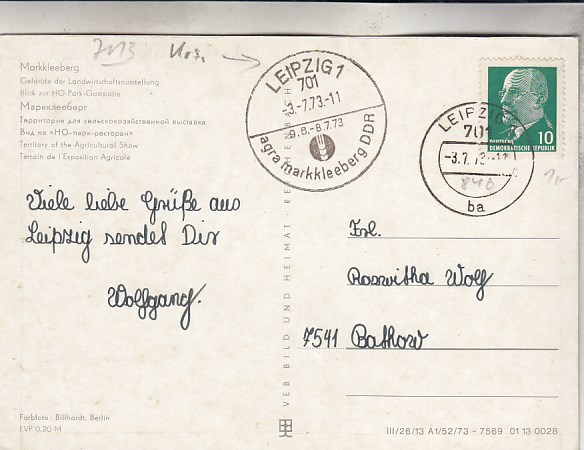 7013
Markkleeberg
Gelände der Landwirtschaftsausstellung
Blick zur HO-Park-Gaststätte
Маркклееберг
Территория для сельскохозяйственной выставки
Вид на «НО-парк-ресторан»
Territory of the Agricultural Show
Terrain de l'Exposition Agricole
LEIPZIG 1
701
-3.-7.73.-11
9.6.-8.7.73
agra markkleeberg DDR
LEIPZIG
701
-3.7.73-11
ba
846
10
DEUTSCHE
DEMOKRATISCHE REPUBLIK
Viele liebe Grüße aus
Leipzig sendet Dir
Wolfgang.
Frl.
Roswitha Wolf
7541 Bathow
VEB BILD UND HEIMAT · REICHENBACH
Farbfoto: Billhardt, Berlin
EVP 0,20 M
III/26/13 A1/52/73 - 7569 01 13 0028